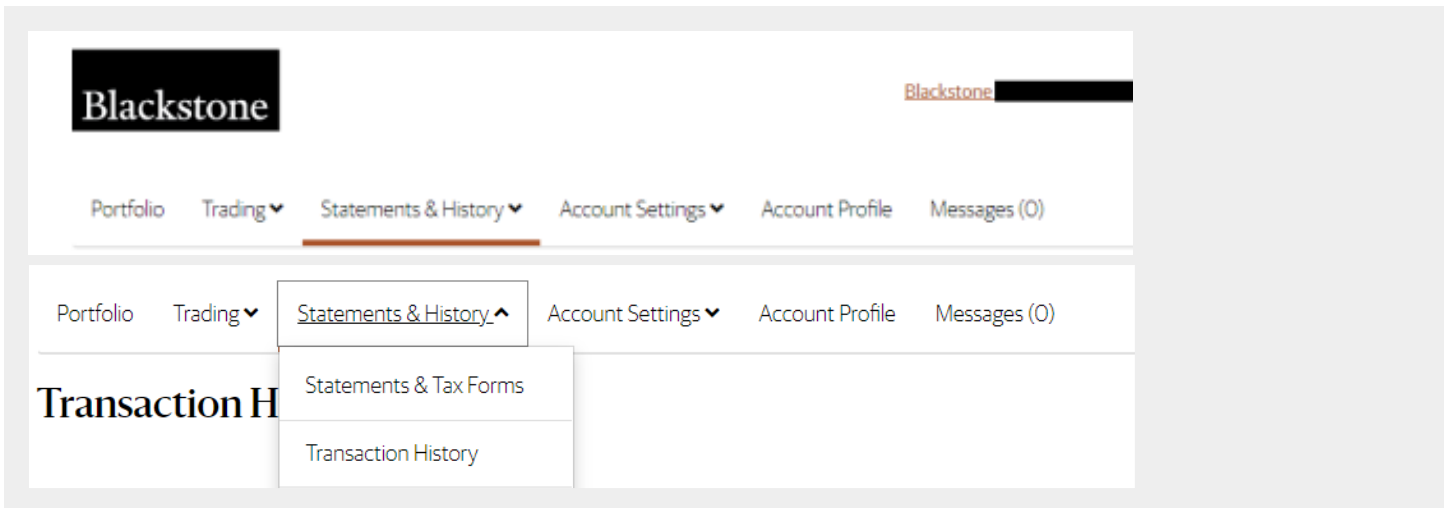 Blackstone
Blackstone
Portfolio Trading Statements & History Account Settings Account Profile Messages (0)
Portfolio Trading Statements & History Account Settings Account Profile Messages (0)
Statements & Tax Forms
Transaction H
Transaction History